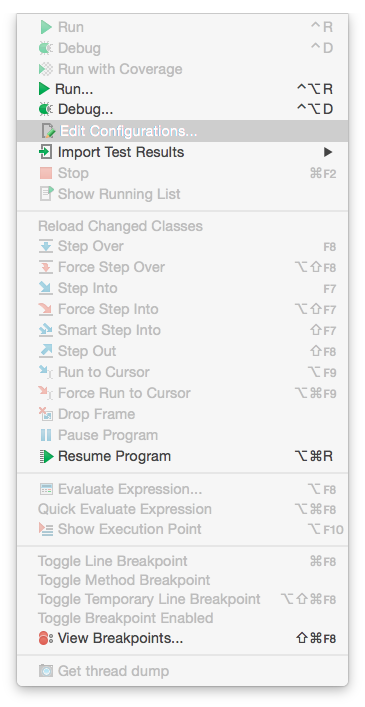 Run ⌃R
Debug ⌃D
Run with Coverage
Run... ⌃⌥R
Debug... ⌃⌥D
Edit Configurations...
Import Test Results ▶
Stop ⌘F2
Show Running List
Reload Changed Classes
Step Over F8
Force Step Over ⌥⇧F8
Step Into F7
Force Step Into ⌥⇧F7
Smart Step Into ⇧F7
Step Out ⇧F8
Run to Cursor ⌥F9
Force Run to Cursor ⌥⌘F9
Drop Frame
Pause Program
Resume Program ⌥⌘R
Evaluate Expression... ⌥F8
Quick Evaluate Expression ⌥⌘F8
Show Execution Point ⌥F10
Toggle Line Breakpoint ⌘F8
Toggle Method Breakpoint
Toggle Temporary Line Breakpoint ⌥⇧⌘F8
Toggle Breakpoint Enabled
View Breakpoints... ⇧⌘F8
Get thread dump